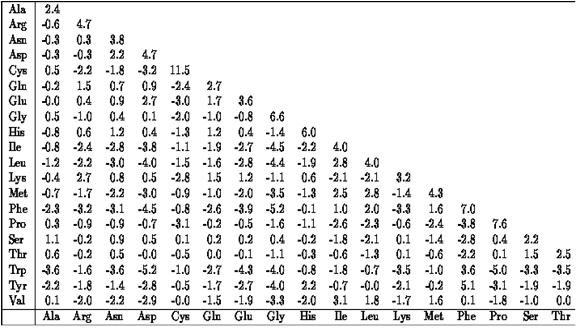 Ala 2.4
Arg -0.6 4.7
Asn -0.3 0.3 3.8
Asp -0.3 -0.3 2.2 4.7
Cys 0.5 -2.2 -1.8 -3.2 11.5
Gln -0.2 1.5 0.7 0.9 -2.4 2.7
Glu -0.0 0.4 0.9 2.7 -3.0 1.7 3.6
Gly 0.5 -1.0 0.4 0.1 -2.0 -1.0 -0.8 6.6
His -0.8 0.6 1.2 0.4 -1.3 1.2 0.4 -1.4 6.0
Ile -0.8 -2.4 -2.8 -3.8 -1.1 -1.9 -2.7 -4.5 -2.2 4.0
Leu -1.2 -2.2 -3.0 -4.0 -1.5 -1.6 -2.8 -4.4 -1.9 2.8 4.0
Lys -0.4 2.7 0.8 0.5 -2.8 1.5 1.2 -1.1 0.6 -2.1 -2.1 3.2
Met -0.7 -1.7 -2.2 -3.0 -0.9 -1.0 -2.0 -3.5 -1.3 2.5 2.8 -1.4 4.3
Phe -2.3 -3.2 -3.1 -4.5 -0.8 -2.6 -3.9 -5.2 -0.1 1.0 2.0 -3.3 1.6 7.0
Pro 0.3 -0.9 -0.9 -0.7 -3.1 -0.2 -0.5 -1.6 -1.1 -2.6 -2.3 -0.6 -2.4 -3.8 7.6
Ser 1.1 -0.2 0.9 0.5 0.1 0.2 0.2 0.4 -0.2 -1.8 -2.1 0.1 -1.4 -2.8 0.4 2.2
Thr 0.6 -0.2 0.5 -0.0 -0.5 0.0 -0.1 -1.1 -0.3 -0.6 -1.3 0.1 -0.6 -2.2 0.1 1.5 2.5
Trp -3.6 -1.6 -3.6 -5.2 -1.0 -2.7 -4.3 -4.0 -0.8 -1.8 -0.7 -3.5 -1.0 3.6 -5.0 -3.3 -3.5
Tyr -2.2 -1.8 -1.4 -2.8 -0.5 -1.7 -2.7 -4.0 2.2 -0.7 -0.0 -2.1 -0.2 5.1 -3.1 -1.9 -1.9
Val 0.1 -2.0 -2.2 -2.9 -0.0 -1.5 -1.9 -3.3 -2.0 3.1 1.8 -1.7 1.6 0.1 -1.8 -1.0 0.0
Ala Arg Asn Asp Cys Gln Glu Gly His Ile Leu Lys Met Phe Pro Ser Thr